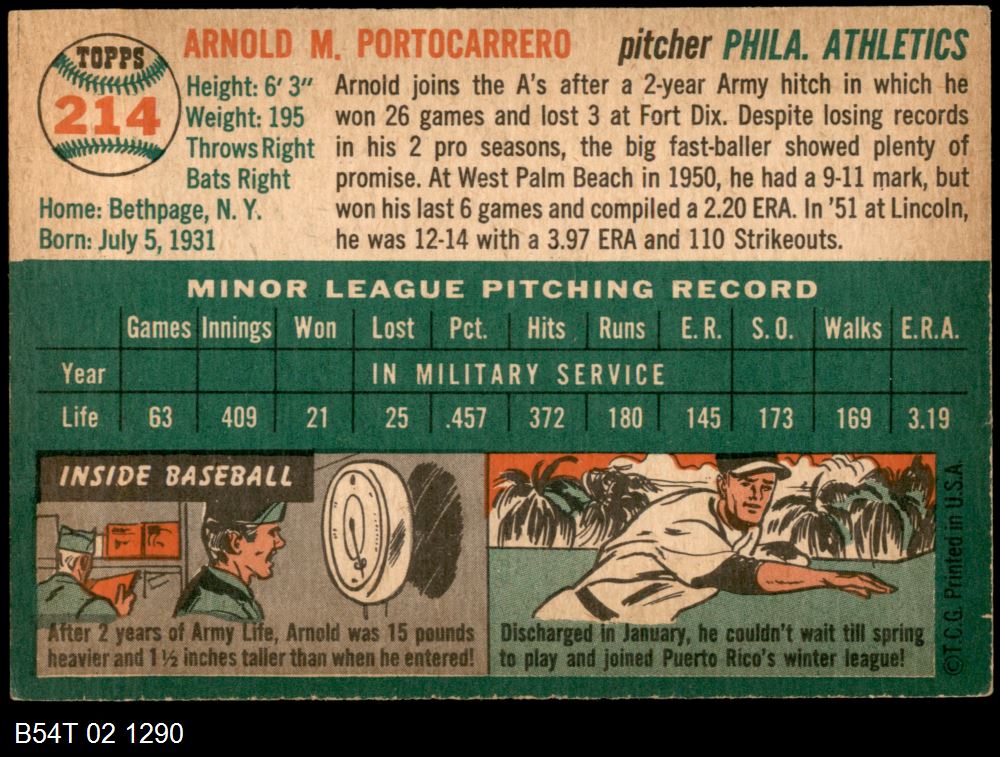 TOPPS
214
ARNOLD M. PORTOCARRERO pitcher PHILA. ATHLETICS
Height: 6' 3"
Weight: 195
Throws Right
Bats Right
Home: Bethpage, N. Y.
Born: July 5, 1931
Arnold joins the A's after a 2-year Army hitch in which he
won 26 games and lost 3 at Fort Dix. Despite losing records
in his 2 pro seasons, the big fast-baller showed plenty of
promise. At West Palm Beach in 1950, he had a 9-11 mark, but
won his last 6 games and compiled a 2.20 ERA. In '51 at Lincoln,
he was 12-14 with a 3.97 ERA and 110 Strikeouts.
MINOR LEAGUE PITCHING RECORD
Games Innings Won Lost Pct. Hits Runs E.R. S.O. Walks E.R.A.
Year IN MILITARY SERVICE
Life 63 409 21 25 .457 372 180 145 173 169 3.19
INSIDE BASEBALL
After 2 years of Army Life, Arnold was 15 pounds
heavier and 1 ½ inches taller than when he entered!
Discharged in January, he couldn't wait till spring
to play and joined Puerto Rico's winter league!
©T.C.G. Printed in U.S.A.
B54T 02 1290